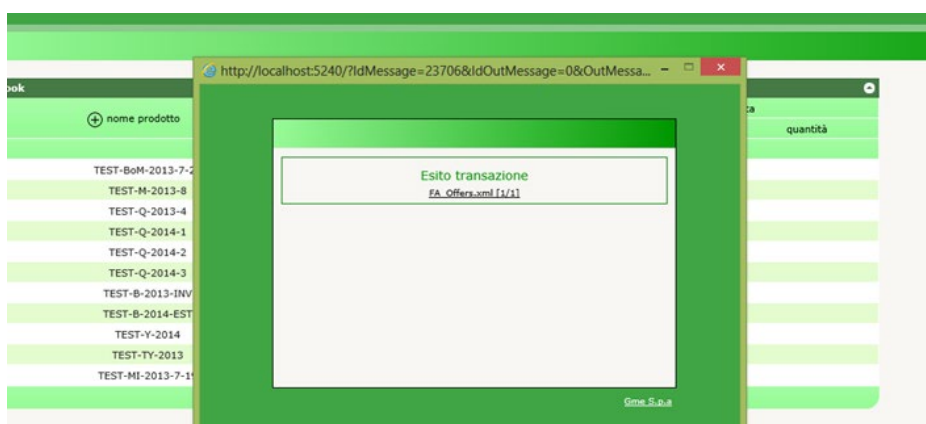 http://localhost:5240/?IdMessage=23706&IdOutMessage=0&OutMessa...
ook
za
nome prodotto
quantità
TEST-BoM-2013-7-2
TEST-M-2013-8
TEST-Q-2013-4
TEST-Q-2014-1
TEST-Q-2014-2
TEST-Q-2014-3
TEST-B-2013-INV
TEST-B-2014-EST
TEST-Y-2014
TEST-TY-2013
TEST-MI-2013-7-19
Esito transazione
FA_Offers.xml [1/1]
Gme S.p.a